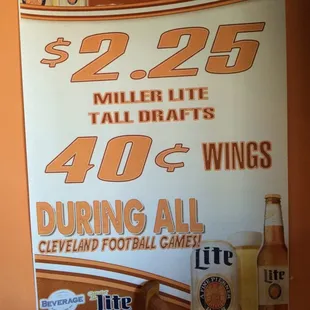 $2.25
MILLER LITE
TALL DRAFTS
40¢ WINGS
DURING ALL
CLEVELAND FOOTBALL GAMES!
Lite
Lite
BEVERAGE
Lite